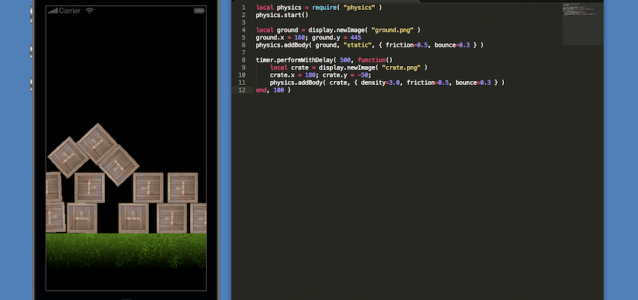 Carrier
1 local physics = require( "physics" )
2 physics.start()
3
4 local ground = display.newImage( "ground.png" )
5 ground.x = 160; ground.y = 445
6 physics.addBody( ground, "static", { friction=0.5, bounce=0.3 } )
7
8 timer.performWithDelay( 500, function()
9 local crate = display.newImage( "crate.png" )
10 crate.x = 180; crate.y = -50;
11 physics.addBody( crate, { density=3.0, friction=0.5, bounce=0.3 } )
12 end, 100 )